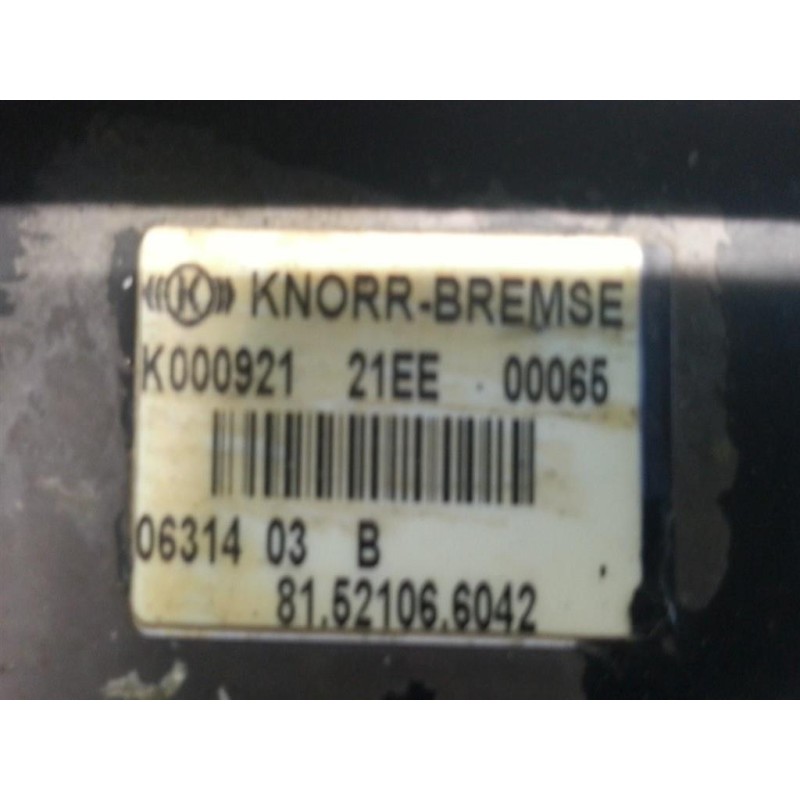 K KNORR-BREMSE
K000921 21EE 00065
06314 03 B
81.52106.6042